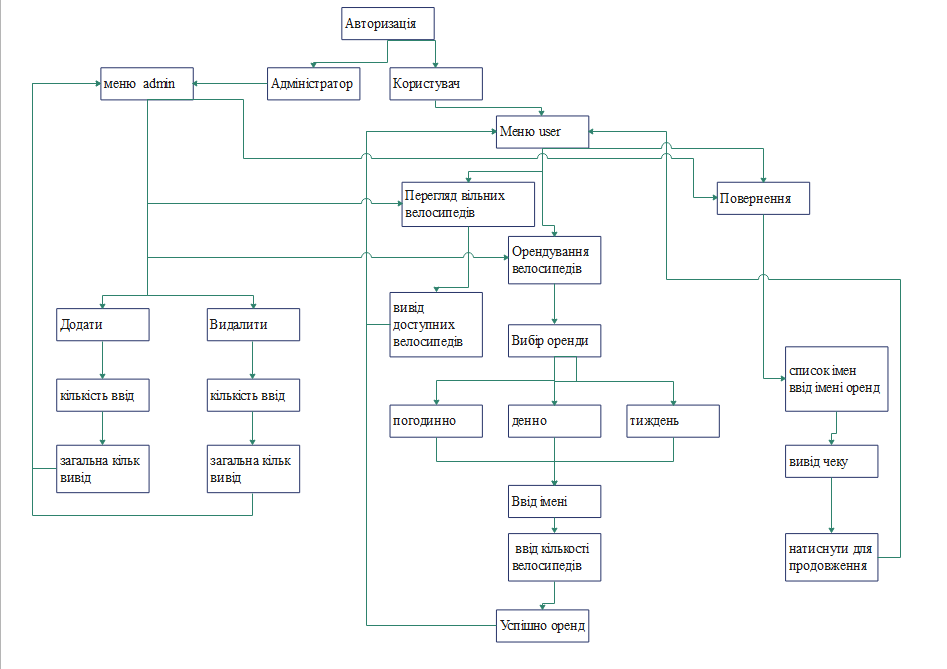 Авторизація
меню admin
Адміністратор
Користувач
Меню user
Перегляд вільних
велосипедів
Повернення
Орендування
велосипедів
вивід
доступних
велосипедів
Додати
Видалити
Вибір оренди
список імен
ввід імені оренд
кількість ввід
кількість ввід
погодинно
денно
тиждень
загальна кільк
вивід
загальна кільк
вивід
вивід чеку
Ввід імені
ввід кількості
велосипедів
натиснути для
продовження
Успішно оренд